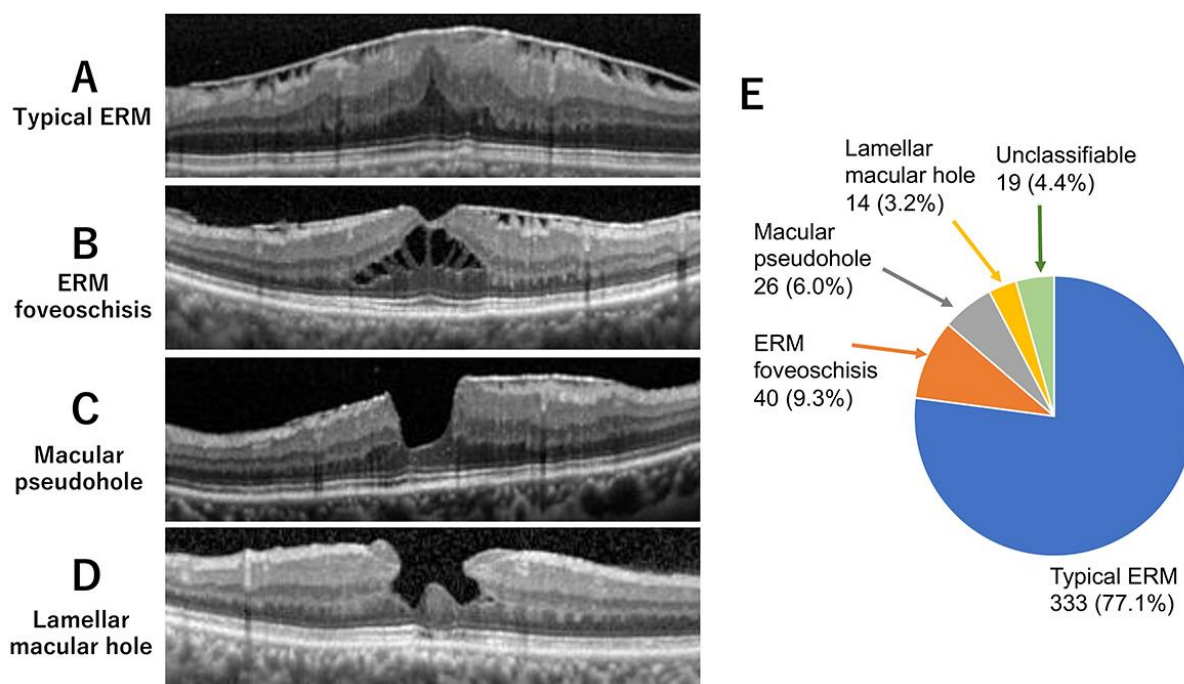 A
Typical ERM
B
ERM
foveoschisis
C
Macular
pseudohole
D
Lamellar
macular hole
E
Lamellar
macular hole
14 (3.2%)
Unclassifiable
19 (4.4%)
Macular
pseudohole
26 (6.0%)
ERM
foveoschisis
40 (9.3%)
Typical ERM
333 (77.1%)